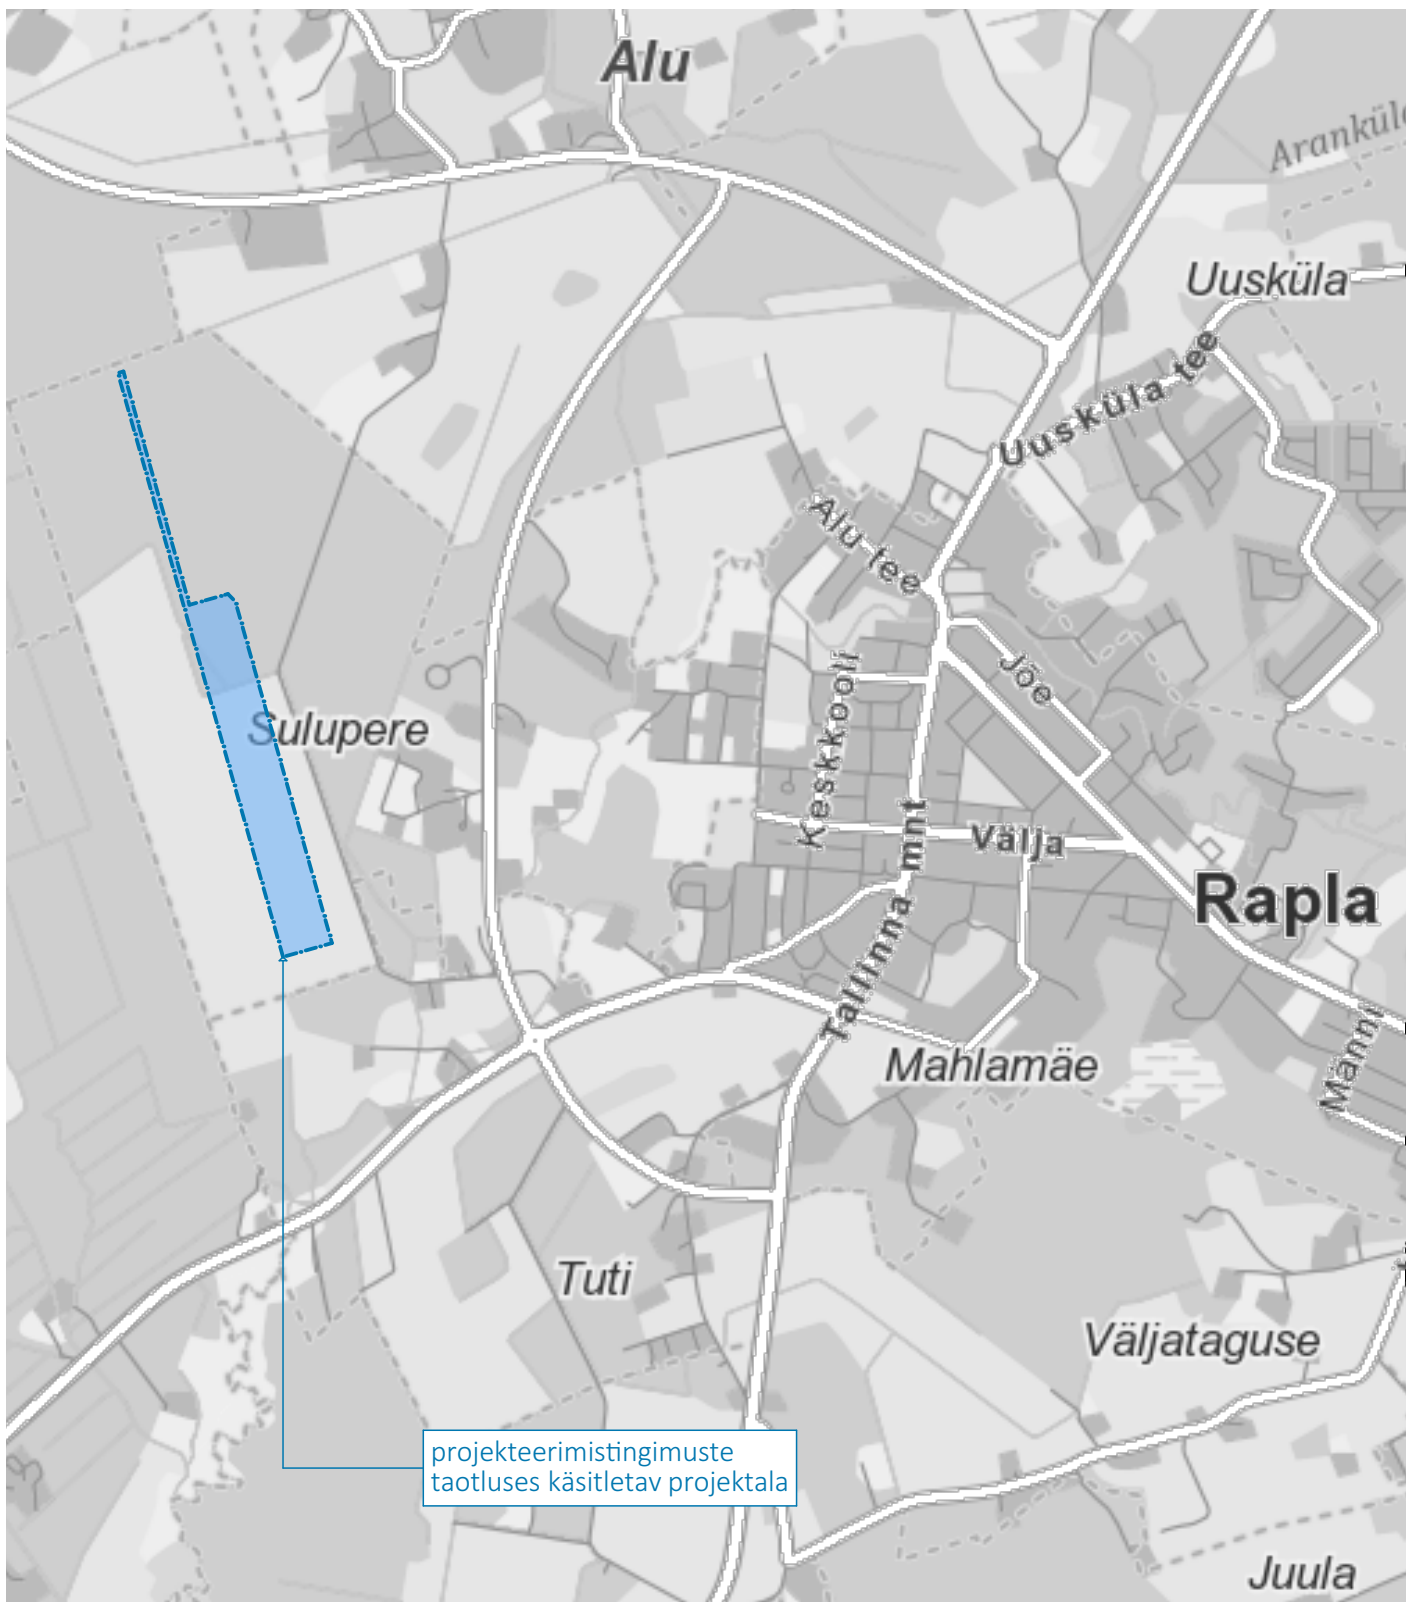 Alu
Uusküla
Uusküla tee
Alu tee
Jõe
Keskkooli
Sulupere
Tallinna mnt
Välja
Rapla
Männi
Mahlamäe
Tuti
Väljataguse
projekteerimistingimuste
taotluses käsitletav projektala
Juula